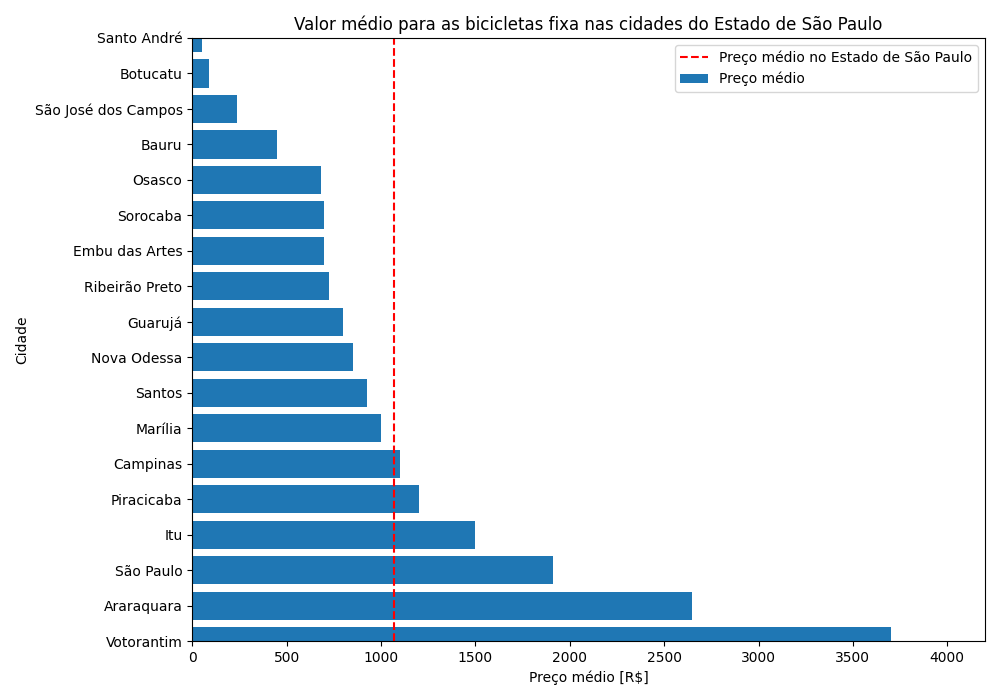 Valor médio para as bicicletas fixa nas cidades do Estado de São Paulo
Preço médio no Estado de São Paulo
Preço médio
Cidade
Santo André
Botucatu
São José dos Campos
Bauru
Osasco
Sorocaba
Embu das Artes
Ribeirão Preto
Guarujá
Nova Odessa
Santos
Marília
Campinas
Piracicaba
Itu
São Paulo
Araraquara
Votorantim
0 500 1000 1500 2000 2500 3000 3500 4000
Preço médio [R$]